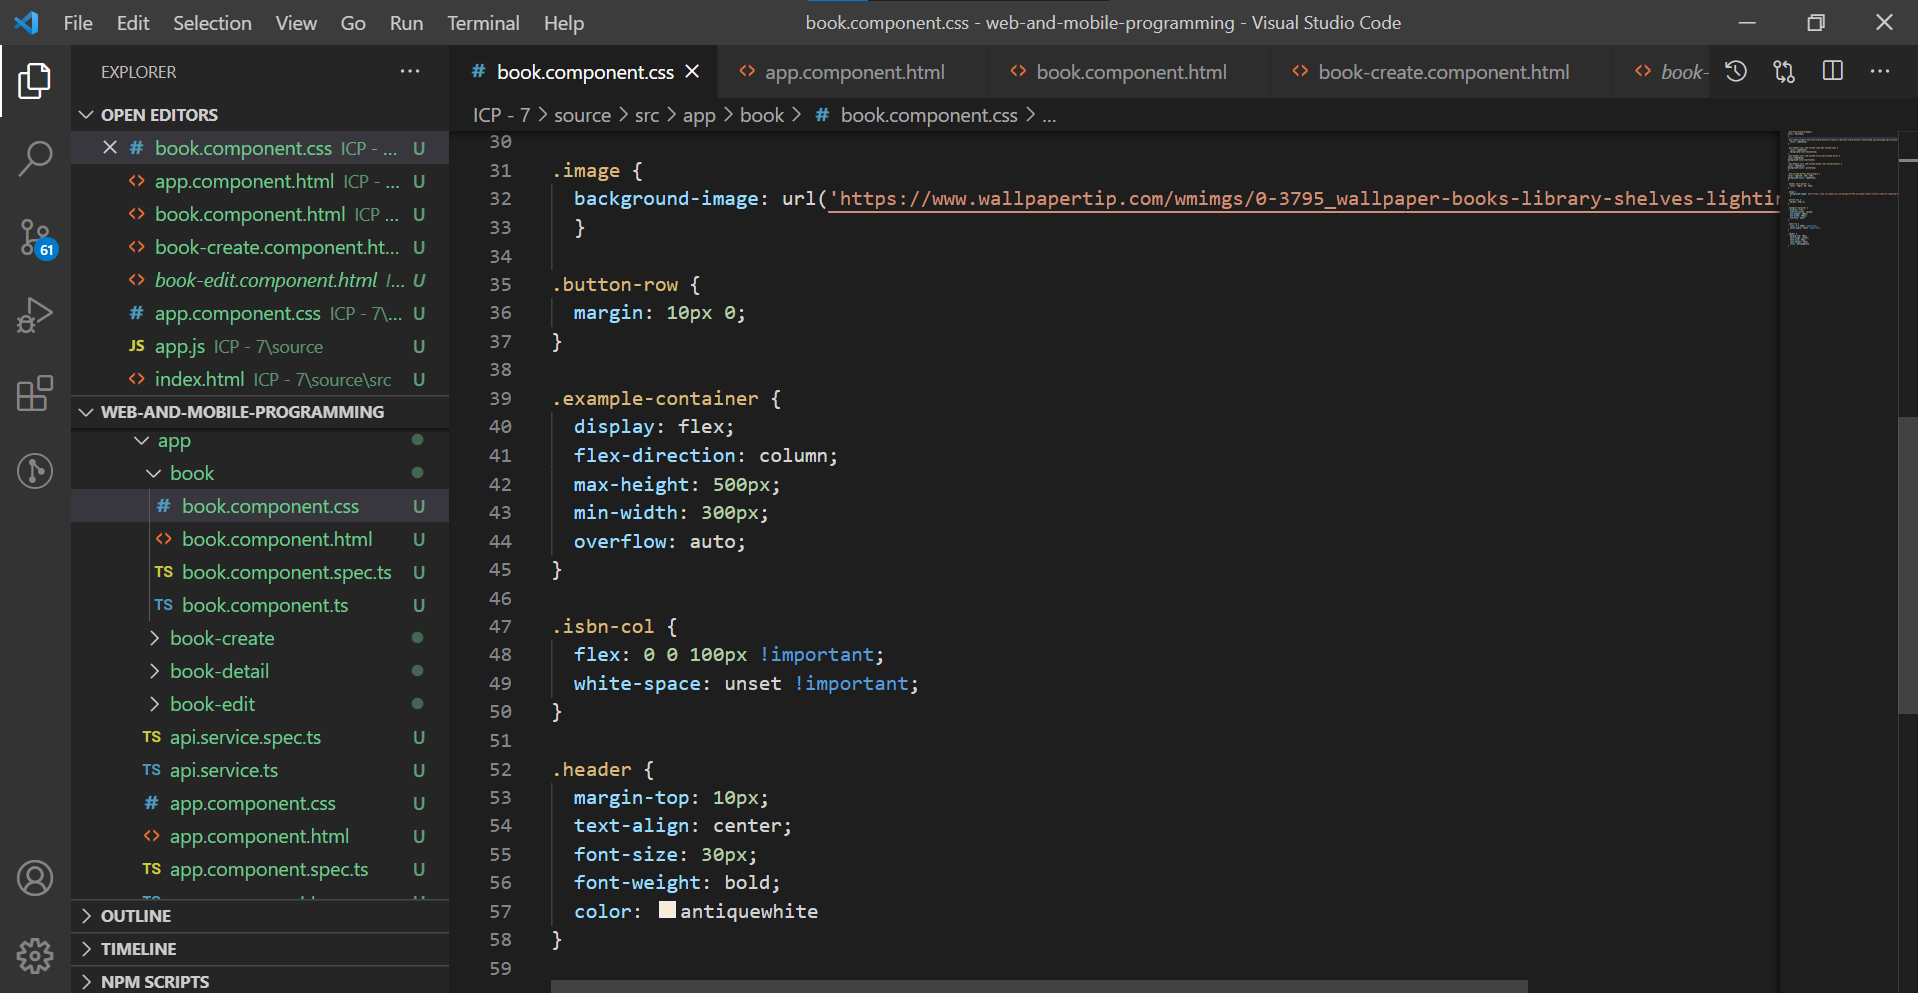 File Edit Selection View Go Run Terminal Help
book.component.css - web-and-mobile-programming - Visual Studio Code
EXPLORER
OPEN EDITORS
book.component.css ICP - ... U
app.component.html ICP - ... U
book.component.html ICP ... U
book-create.component.ht... U
book-edit.component.html I... U
app.component.css ICP - 7\... U
JS app.js ICP - 7\source U
index.html ICP - 7\source\src U
WEB-AND-MOBILE-PROGRAMMING
app
book
# book.component.css U
book.component.html U
TS book.component.spec.ts U
TS book.component.ts U
book-create
book-detail
book-edit
TS api.service.spec.ts U
TS api.service.ts U
# app.component.css U
app.component.html U
TS app.component.spec.ts U
OUTLINE
TIMELINE
NPM SCRIPTS
61
# book.component.css app.component.html book.component.html book-create.component.html book-
ICP - 7 > source > src > app > book > # book.component.css > ...
30
31 .image {
32 background-image: url('https://www.wallpapertip.com/wmimgs/0-3795_wallpaper-books-library-shelves-lightin
33 }
34
35 .button-row {
36 margin: 10px 0;
37 }
38
39 .example-container {
40 display: flex;
41 flex-direction: column;
42 max-height: 500px;
43 min-width: 300px;
44 overflow: auto;
45 }
46
47 .isbn-col {
48 flex: 0 0 100px !important;
49 white-space: unset !important;
50 }
51
52 .header {
53 margin-top: 10px;
54 text-align: center;
55 font-size: 30px;
56 font-weight: bold;
57 color: antiquewhite
58 }
59